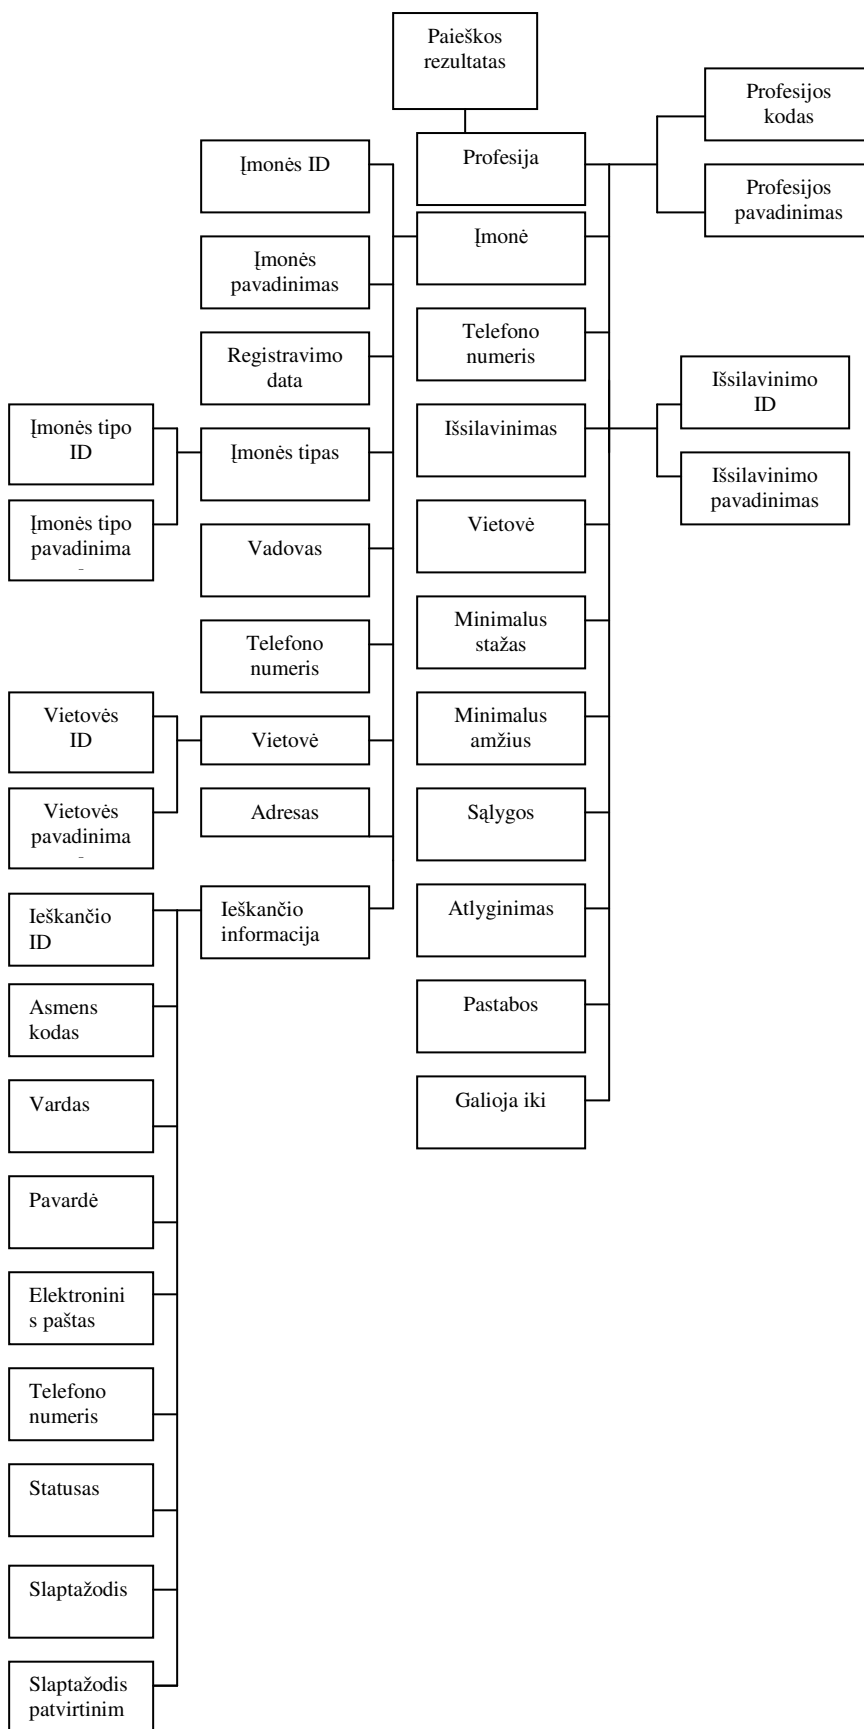 Paieškos
rezultatas
Profesija
Profesijos
kodas
Profesijos
pavadinimas
Įmonė
Įmonės ID
Įmonės
pavadinimas
Registravimo
data
Įmonės tipas
Įmonės tipo
ID
Įmonės tipo
pavadinima
Vadovas
Telefono
numeris
Vietovė
Vietovės
ID
Vietovės
pavadinima
Adresas
Ieškančio
informacija
Ieškančio
ID
Asmens
kodas
Vardas
Pavardė
Elektronini
s paštas
Telefono
numeris
Statusas
Slaptažodis
Slaptažodis
patvirtinim
Telefono
numeris
Išsilavinimas
Išsilavinimo
ID
Išsilavinimo
pavadinimas
Vietovė
Minimalus
stažas
Minimalus
amžius
Sąlygos
Atlyginimas
Pastabos
Galioja iki